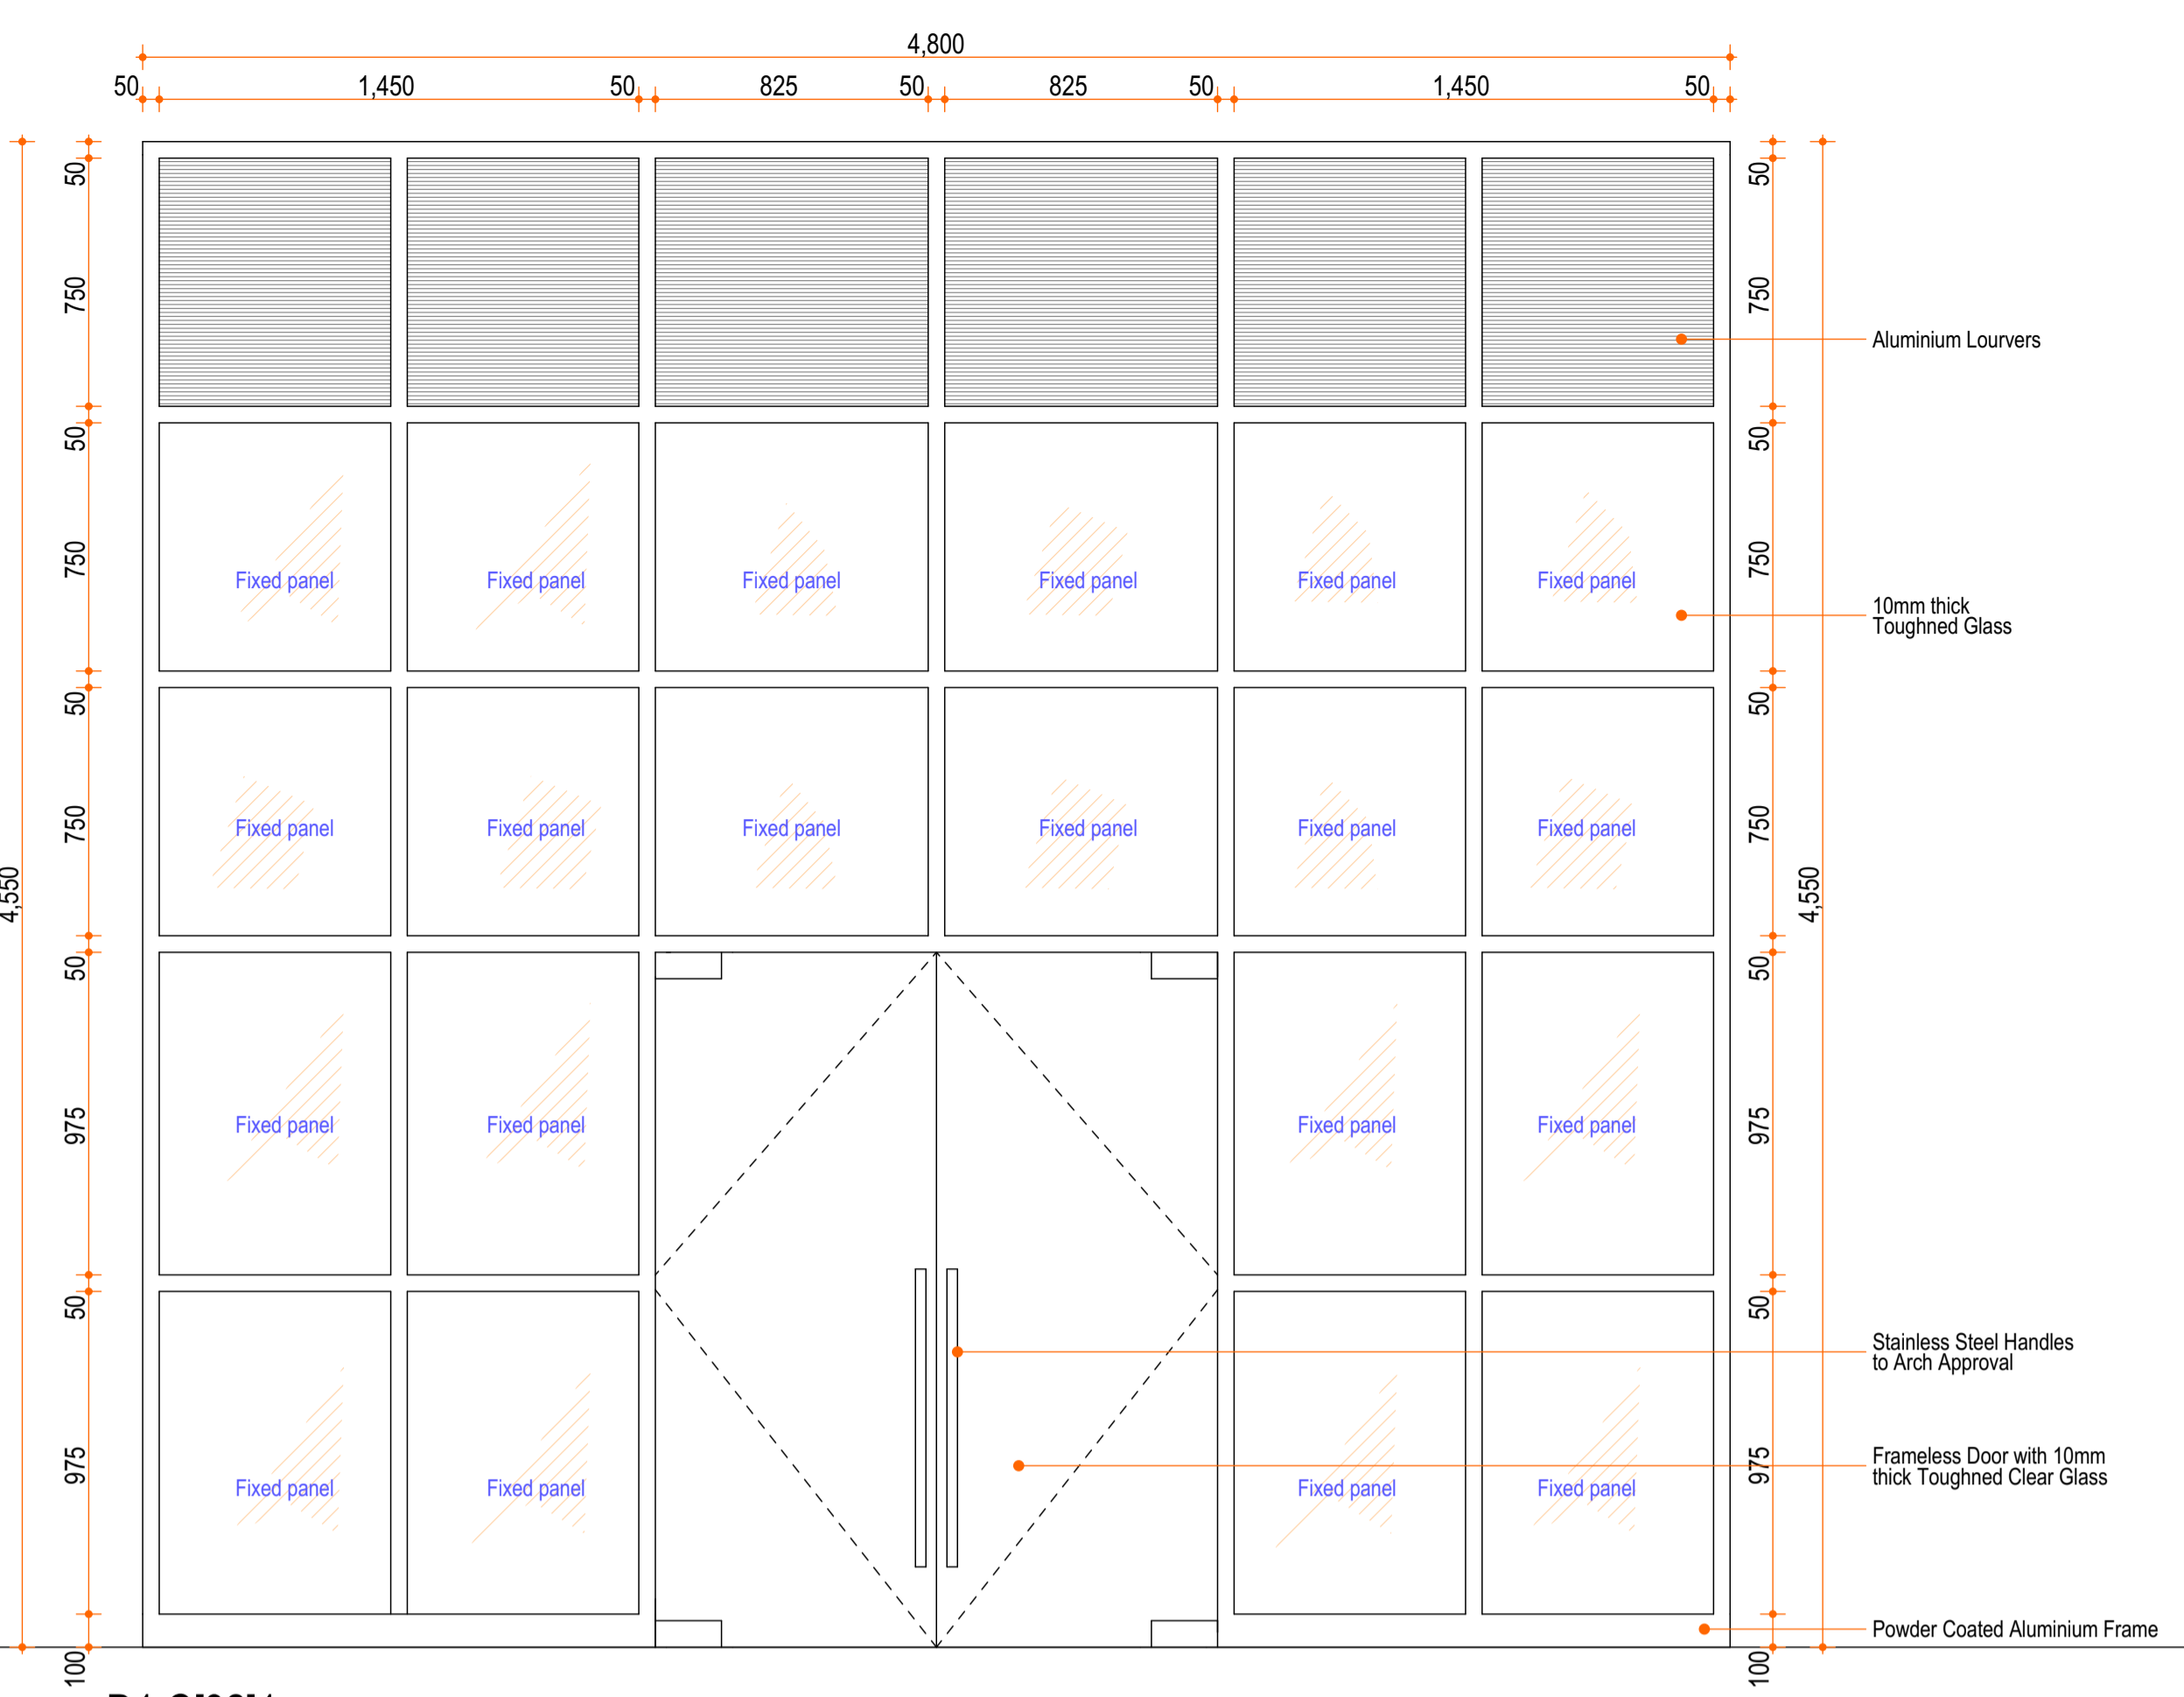 4,800
50 1,450 50 825 50 825 50 1,450 50
50 50
750 750
Aluminium Lourvers
50 50
750 750
Fixed panel Fixed panel Fixed panel Fixed panel Fixed panel Fixed panel
10mm thick
Toughned Glass
50 50
750 750
Fixed panel Fixed panel Fixed panel Fixed panel Fixed panel Fixed panel
4,550 4,550
50 50
975 975
Fixed panel Fixed panel Fixed panel Fixed panel
50 50
Stainless Steel Handles
to Arch Approval
975 975
Frameless Door with 10mm
thick Toughned Clear Glass
Fixed panel Fixed panel Fixed panel Fixed panel
Powder Coated Aluminium Frame
100 100